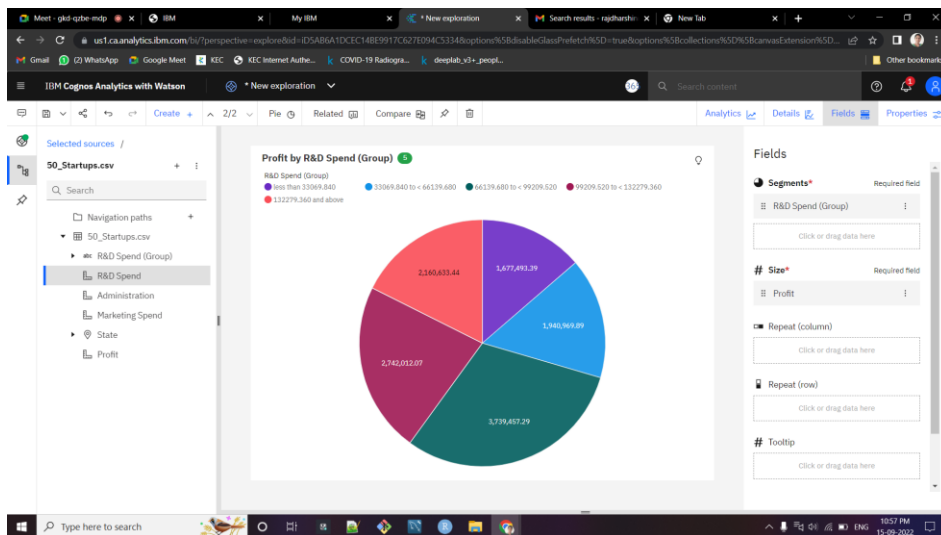 Meet - gkd-qzbe-mdp
IBM
My IBM
* New exploration
Search results - rajdharshin
New Tab
us1.ca.analytics.ibm.com/bi/?perspective=explore&id=iD5AB6A1DCEC14BE9917C627E094C5334&options%5BdisableGlassPrefetch%5D=true&options%5Bcollections%5D%5BcanvasExtension%5D...
Gmail
(2) WhatsApp
Google Meet
KEC
KEC Internet Authe...
COVID-19 Radiogra...
deeplab_v3+_peopl...
Other bookmark
IBM Cognos Analytics with Watson
* New exploration
Search content
Create +
2/2
Pie
Related
Compare
Analytics
Details
Fields
Properties
Selected sources /
50_Startups.csv
Search
Navigation paths
50_Startups.csv
abc R&D Spend (Group)
R&D Spend
Administration
Marketing Spend
State
Profit
Profit by R&D Spend (Group) 5
R&D Spend (Group)
less than 33069.840
33069.840 to < 66139.680
66139.680 to < 99209.520
99209.520 to < 132279.360
132279.360 and above
2,160,633.44
1,677,493.39
1,940,969.89
2,742,012.07
3,739,457.29
Fields
Segments*
Required field
R&D Spend (Group)
Click or drag data here
# Size*
Required field
Profit
Repeat (column)
Click or drag data here
Repeat (row)
Click or drag data here
# Tooltip
Click or drag data here
Type here to search
ENG
10:57 PM
15-09-2022